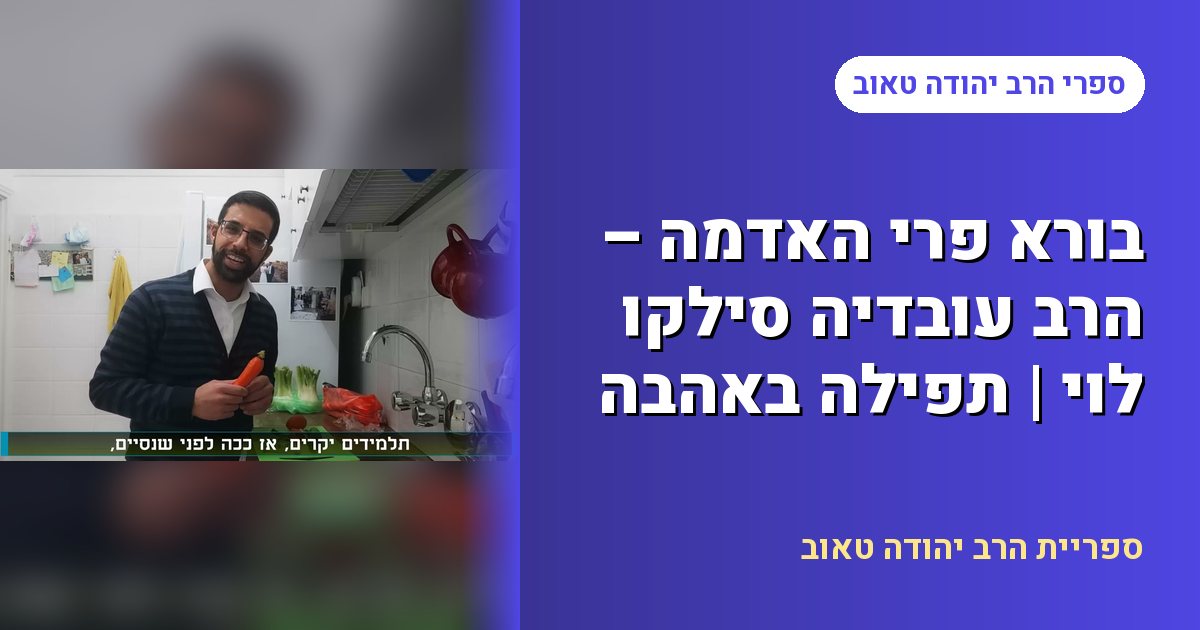 ספרי הרב יהודה טאוב
בורא פרי האדמה –
הרב עובדיה סילקו
לוי | תפילה באהבה
תלמידים יקרים, אז ככה לפני שנסיים,
ספריית הרב יהודה טאוב